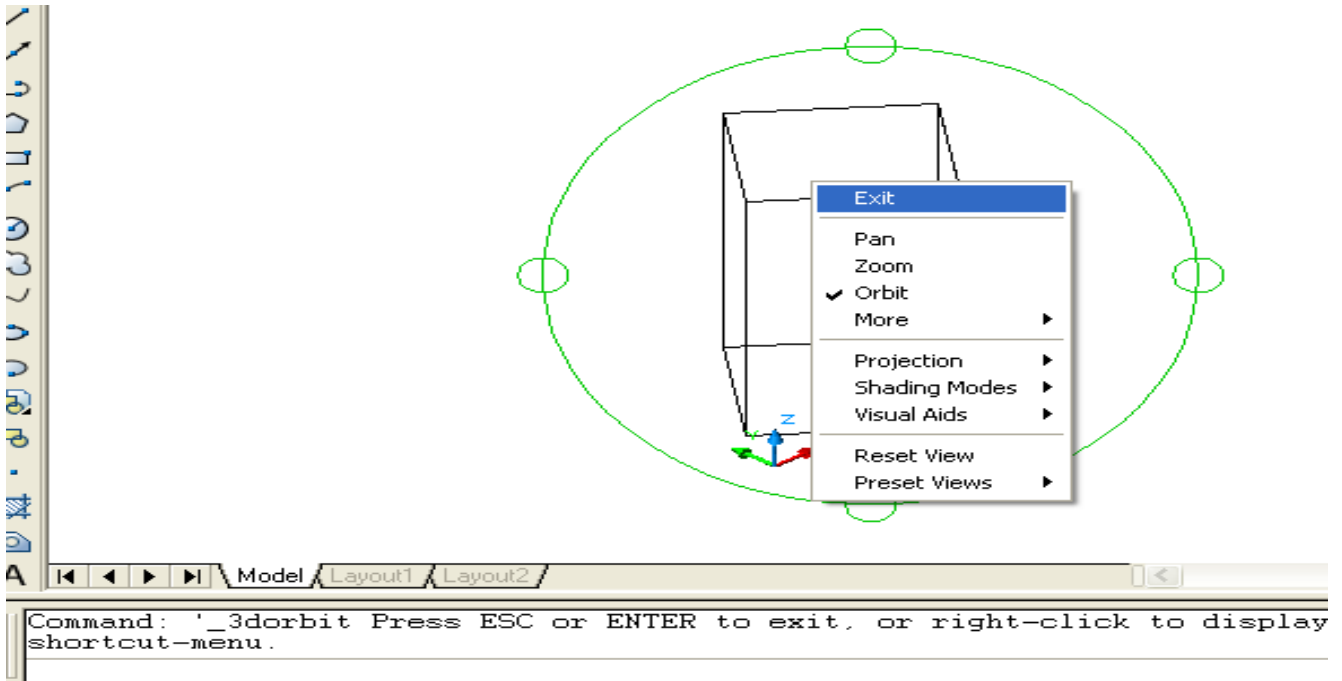 Exit
Pan
Zoom
Orbit
More
Projection
Shading Modes
Visual Aids
Reset View
Preset Views
Z
Y
A
Model
Layout1
Layout2
Command: '_3dorbit Press ESC or ENTER to exit, or right-click to display
shortcut-menu.